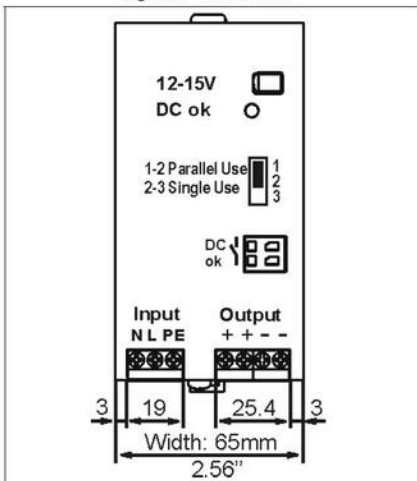 12-15V
DC ok
1-2 Parallel Use
2-3 Single Use
1
2
3
DC
ok
Input Output
N L PE + + - -
3 19 25.4 3
Width: 65mm
2.56"